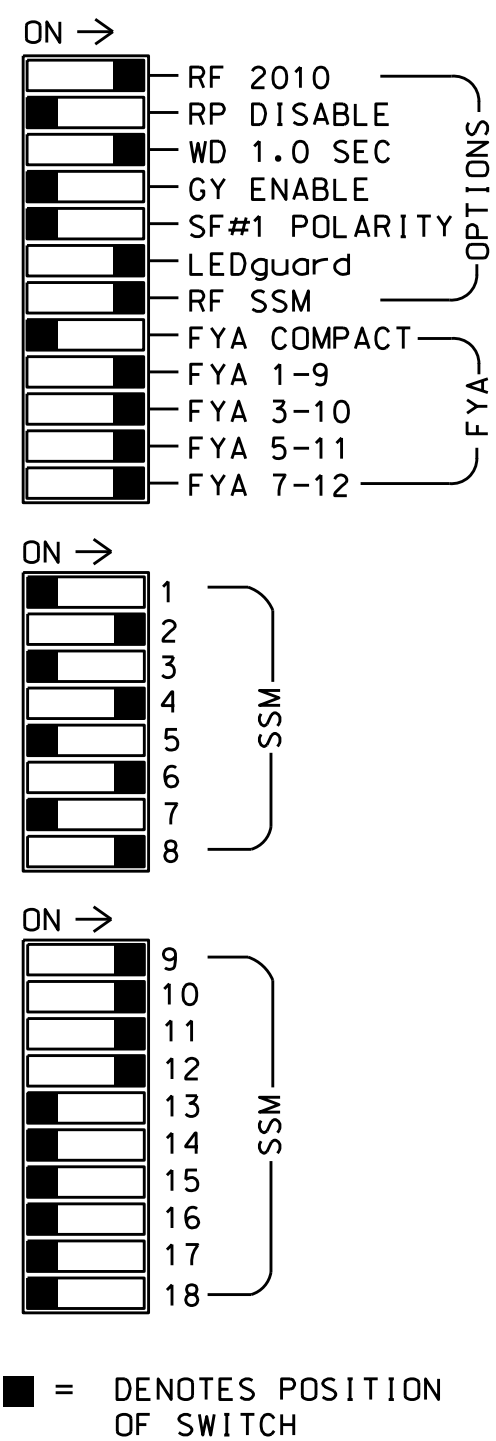 ON →
RF 2010
RP DISABLE
WD 1.0 SEC
GY ENABLE
SF#1 POLARITY
LEDguard
RF SSM
OPTIONS
FYA COMPACT
FYA 1-9
FYA 3-10
FYA 5-11
FYA 7-12
FYA
ON →
1
2
3
4
5
6
7
8
SSM
ON →
9
10
11
12
13
14
15
16
17
18
SSM
= DENOTES POSITION
OF SWITCH